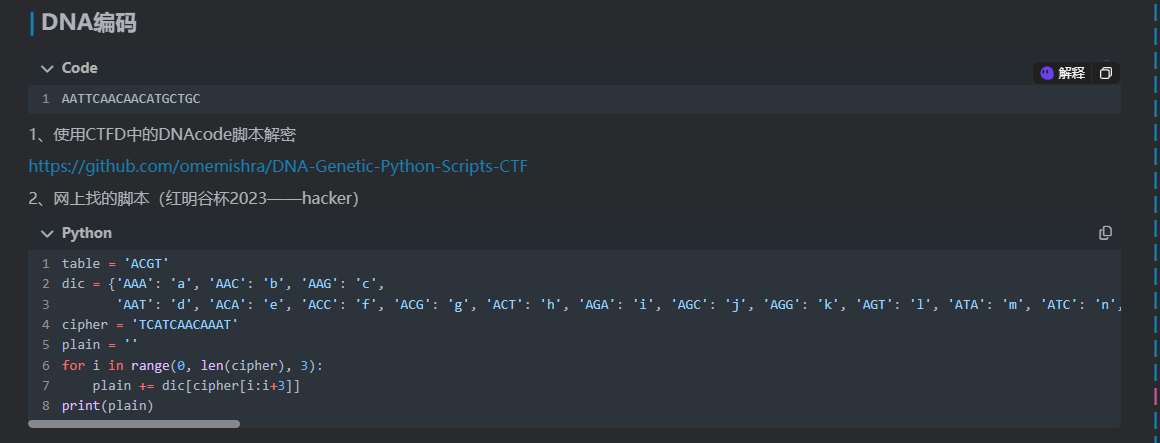 DNA编码
Code
解释
1 AATTCAACAACATGCTGC
1、使用CTFD中的DNAcode脚本解密
https://github.com/omemishra/DNA-Genetic-Python-Scripts-CTF
2、网上找的脚本（红明谷杯2023——hacker）
Python
1 table = 'ACGT'
2 dic = {'AAA': 'a', 'AAC': 'b', 'AAG': 'c',
3 'AAT': 'd', 'ACA': 'e', 'ACC': 'f', 'ACG': 'g', 'ACT': 'h', 'AGA': 'i', 'AGC': 'j', 'AGG': 'k', 'AGT': 'l', 'ATA': 'm', 'ATC': 'n',
4 cipher = 'TCATCAACAAAT'
5 plain = ''
6 for i in range(0, len(cipher), 3):
7 plain += dic[cipher[i:i+3]]
8 print(plain)